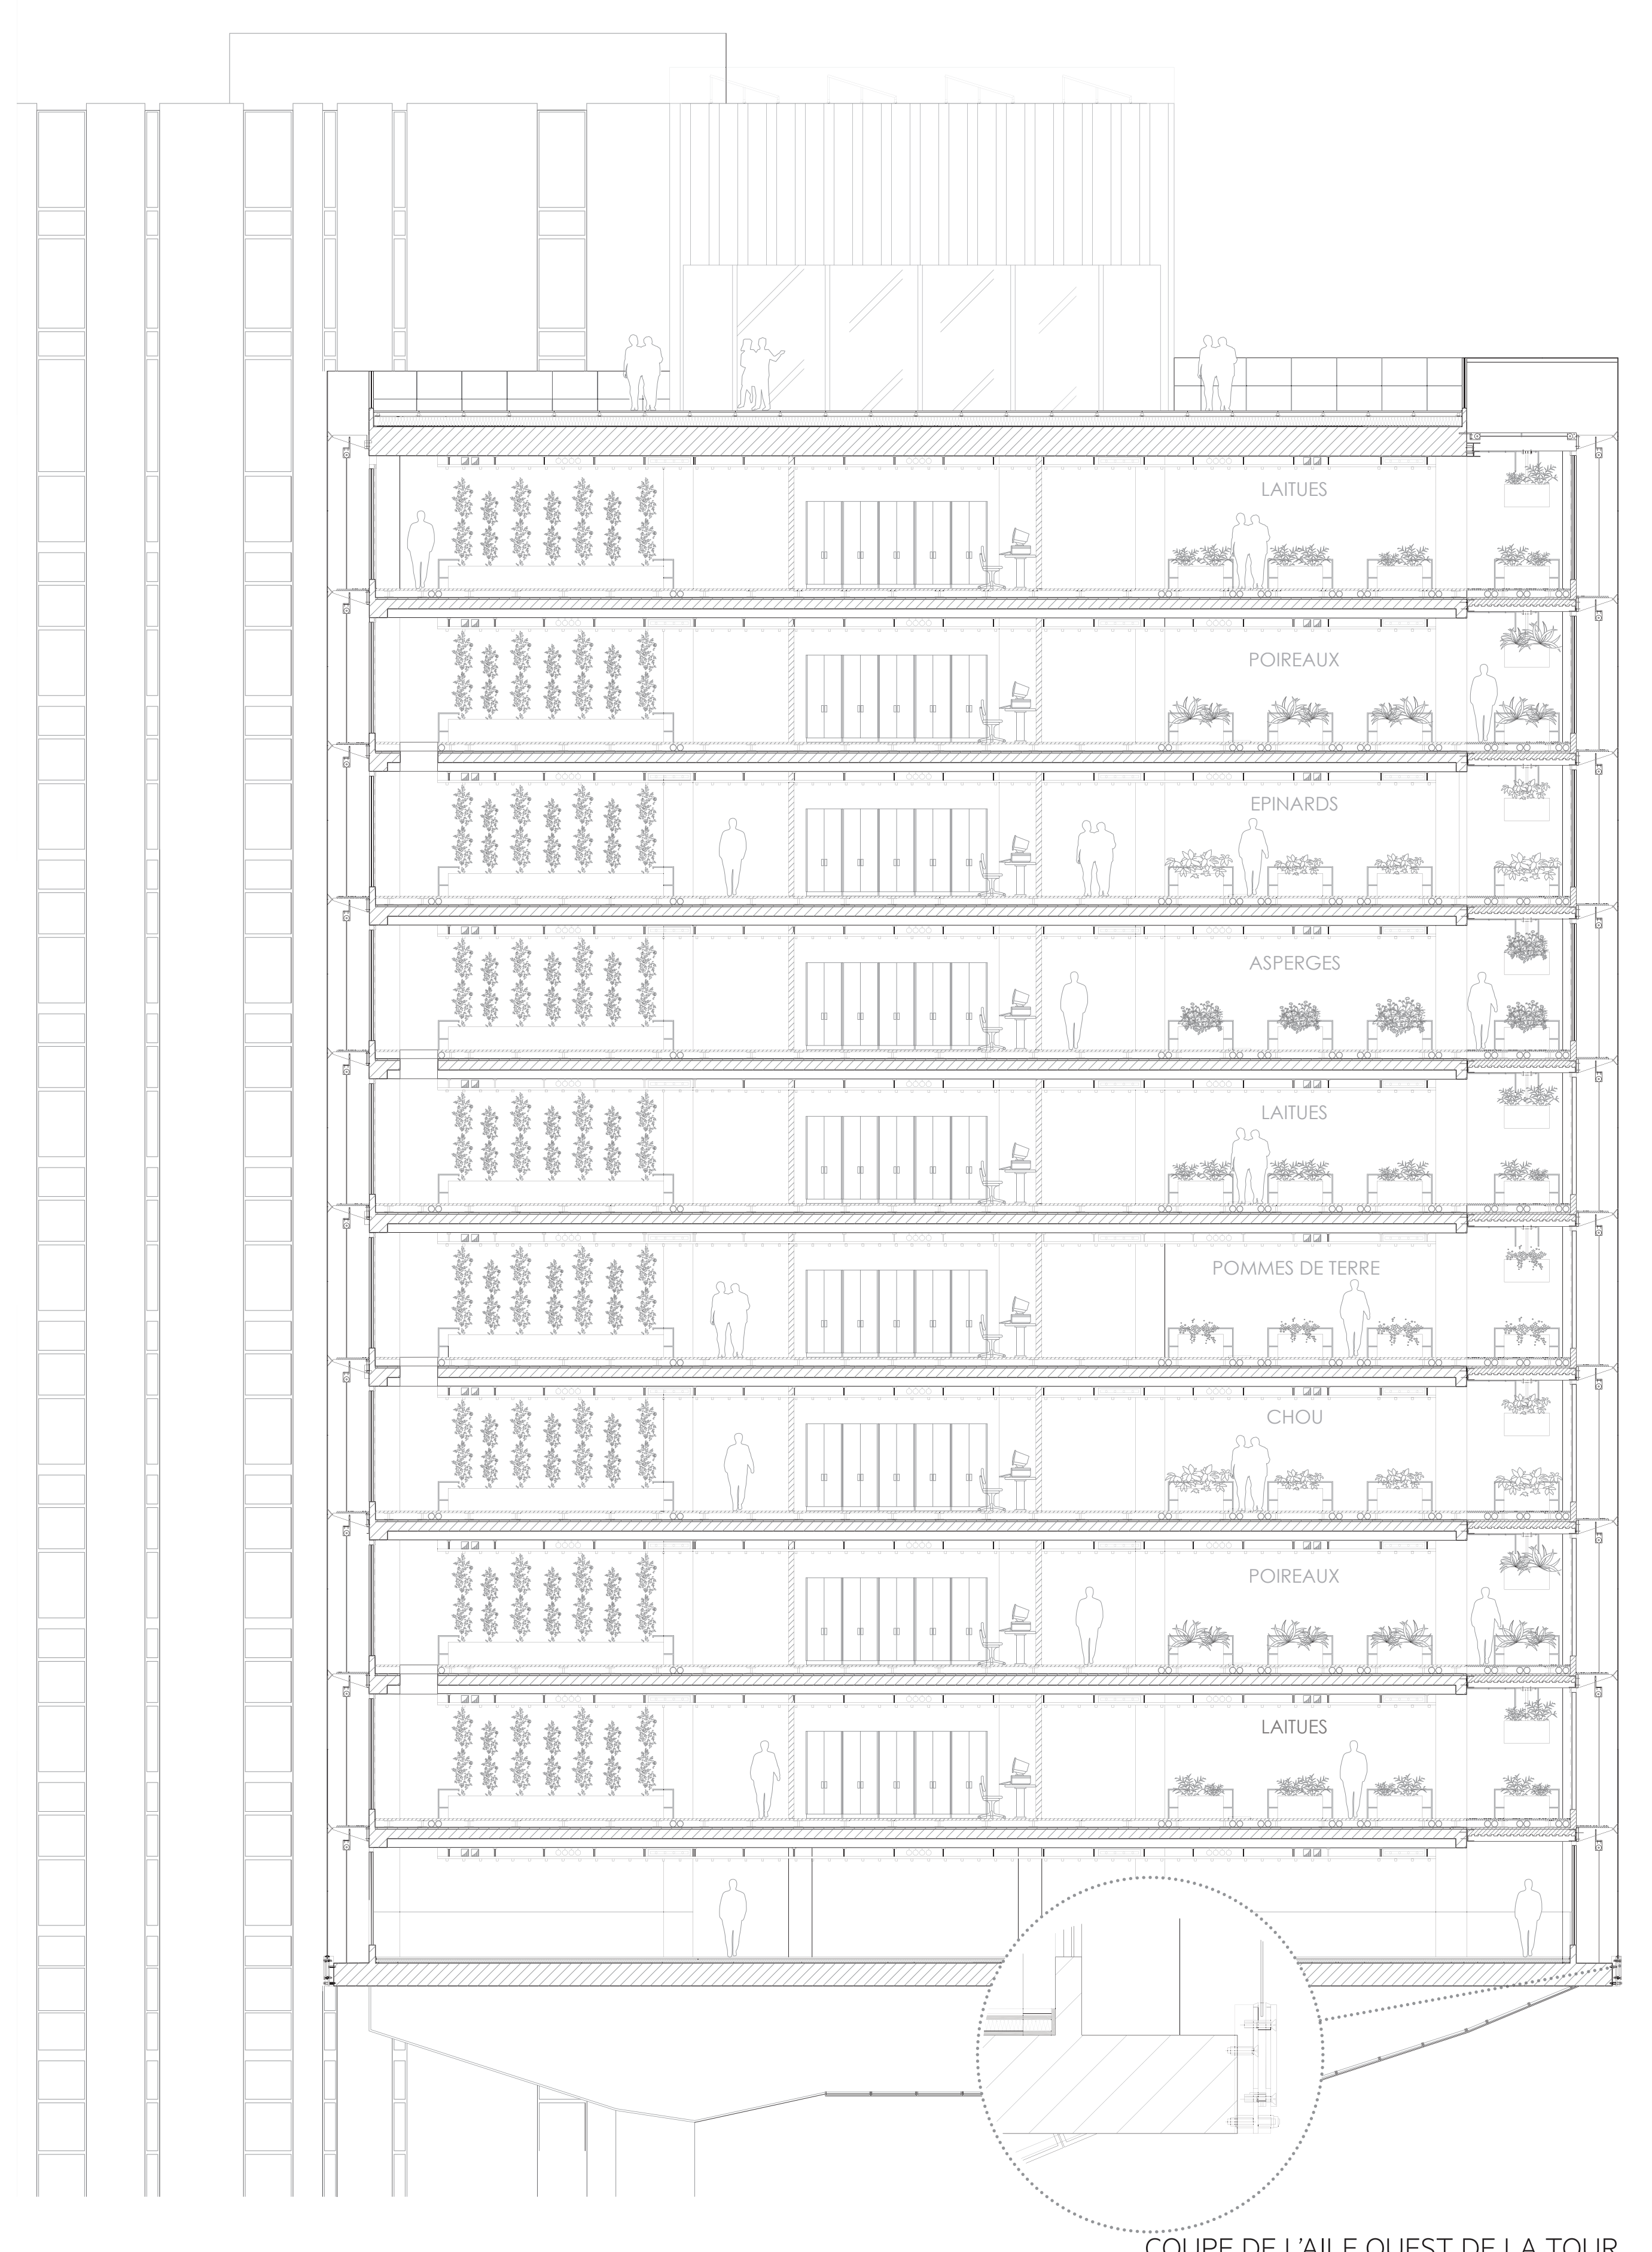 LAITUES
POIREAUX
EPINARDS
ASPERGES
LAITUES
POMMES DE TERRE
CHOU
POIREAUX
LAITUES
COUPE DE L'AILE OUEST DE LA TOUR